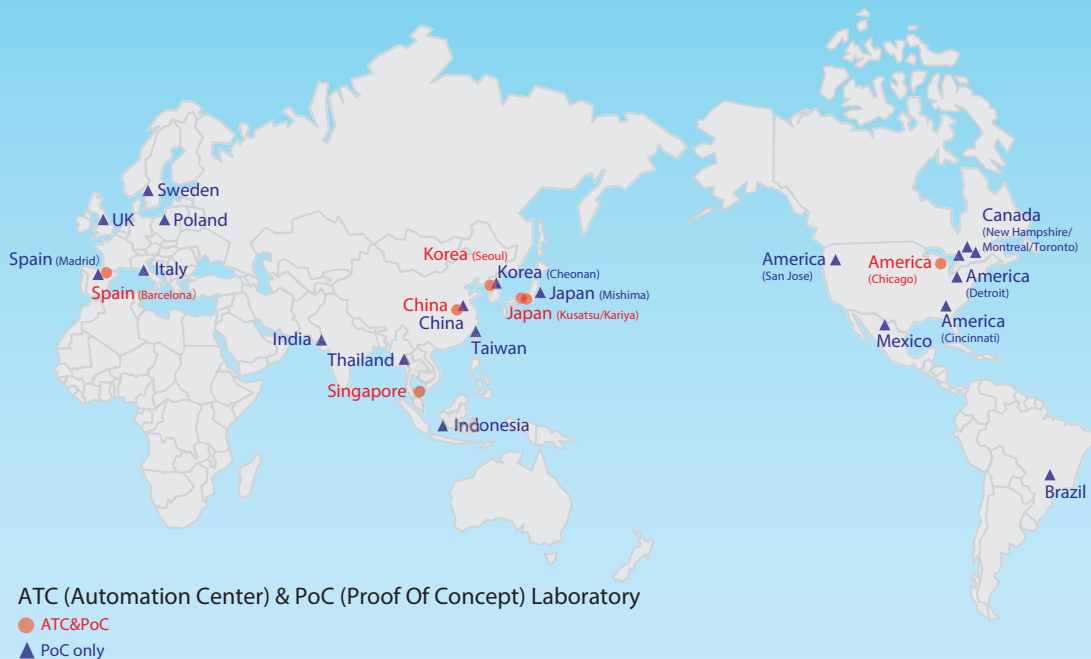 Sweden
UK
Poland
Spain (Madrid)
Italy
Spain (Barcelona)
Korea (Seoul)
Korea (Cheonan)
China
China
Japan (Mishima)
Japan (Kusatsu/Kariya)
India
Thailand
Taiwan
Singapore
Indonesia
Canada
(New Hampshire/
Montreal/Toronto)
America
(San Jose)
America
(Chicago)
America
(Detroit)
America
(Cincinnati)
Mexico
Brazil
ATC (Automation Center) & PoC (Proof Of Concept) Laboratory
ATC&PoC
PoC only